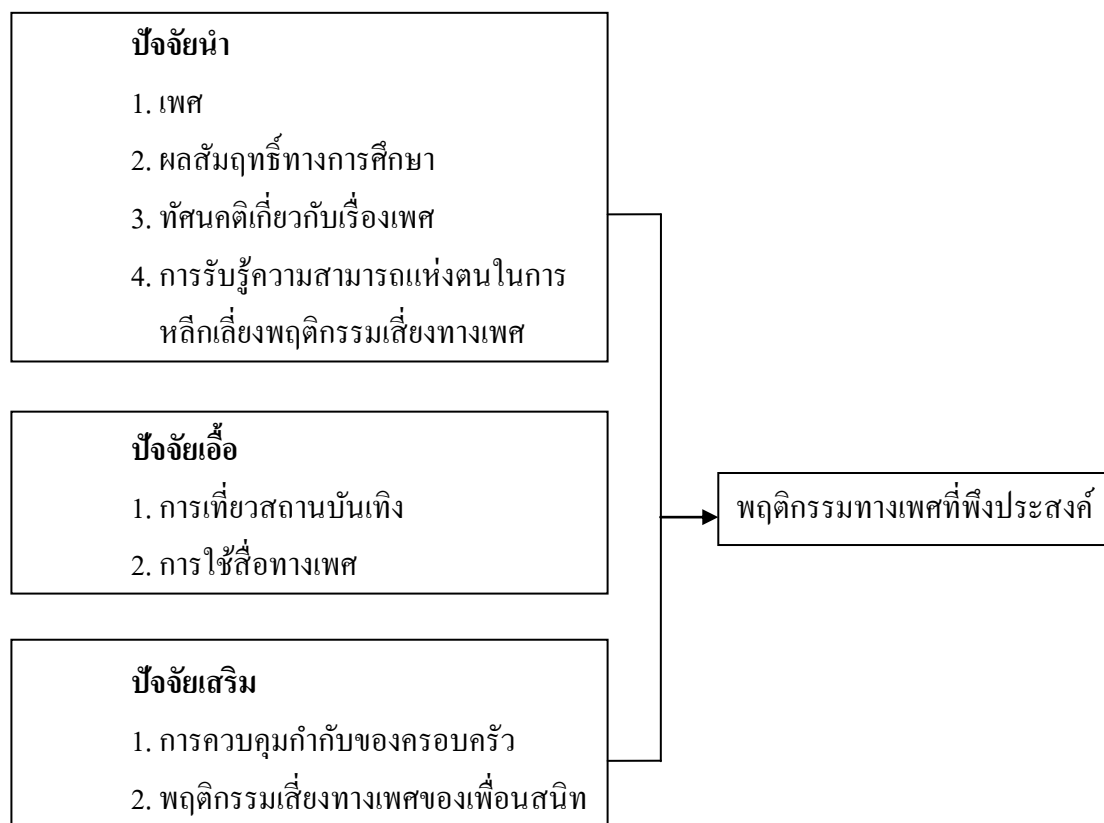 ปัจจัยนำ
1. เพศ
2. ผลสัมฤทธิ์ทางการศึกษา
3. ทัศนคติเกี่ยวกับเรื่องเพศ
4. การรับรู้ความสามารถแห่งตนในการ
หลีกเลี่ยงพฤติกรรมเสี่ยงทางเพศ
ปัจจัยเอื้อ
1. การเที่ยวสถานบันเทิง
2. การใช้สื่อทางเพศ
พฤติกรรมทางเพศที่พึงประสงค์
ปัจจัยเสริม
1. การควบคุมกำกับของครอบครัว
2. พฤติกรรมเสี่ยงทางเพศของเพื่อนสนิท